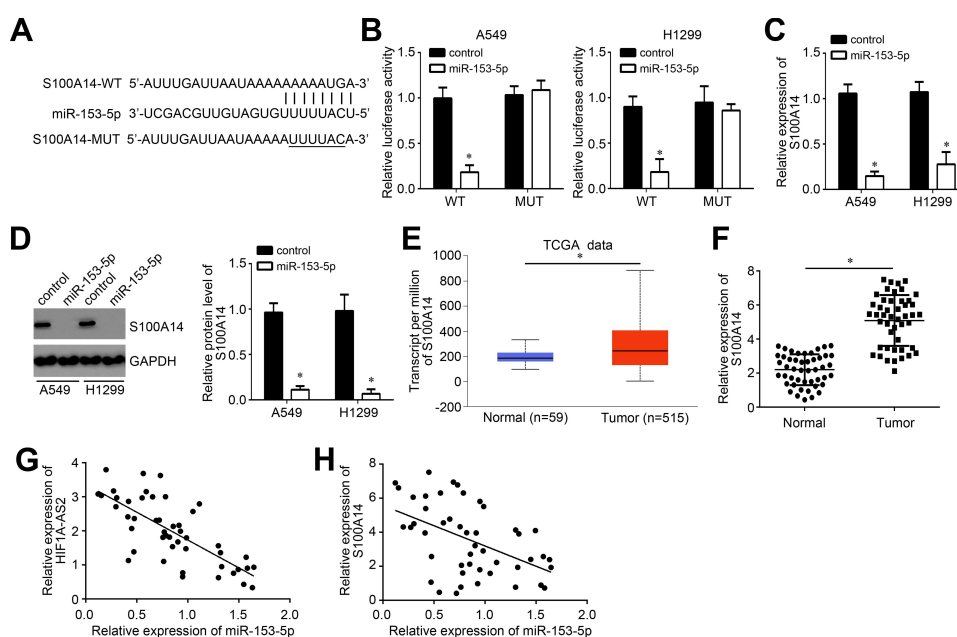 A
S100A14-WT 5'-AUUUGAUUAAUAAAAAAAAAUGA-3'
miR-153-5p 3'-UCGACGUUGUAGUGUUUUUACU-5'
S100A14-MUT 5'-AUUUGAUUAAUAAAAAUUUUACA-3'
B
A549
control
miR-153-5p
Relative luciferase activity
1.5
1.0
0.5
0.0
*
WT
MUT
H1299
control
miR-153-5p
Relative luciferase activity
1.5
1.0
0.5
0.0
*
WT
MUT
C
control
miR-153-5p
Relative expression of
S100A14
1.5
1.0
0.5
0.0
*
*
A549
H1299
D
control
miR-153-5p
control
miR-153-5p
S100A14
GAPDH
A549
H1299
control
miR-153-5p
Relative protein level of
S100A14
1.5
1.0
0.5
0.0
*
*
A549
H1299
E
TCGA data
*
Transcript per million
of S100A14
1000
800
600
400
200
0
-200
Normal (n=59)
Tumor (n=515)
F
*
Relative expression of
S100A14
8
6
4
2
0
Normal
Tumor
G
Relative expression of
HIF1A-AS2
4
3
2
1
0
0.0
0.5
1.0
1.5
2.0
Relative expression of miR-153-5p
H
Relative expression of
S100A14
8
6
4
2
0
0.0
0.5
1.0
1.5
2.0
Relative expression of miR-153-5p